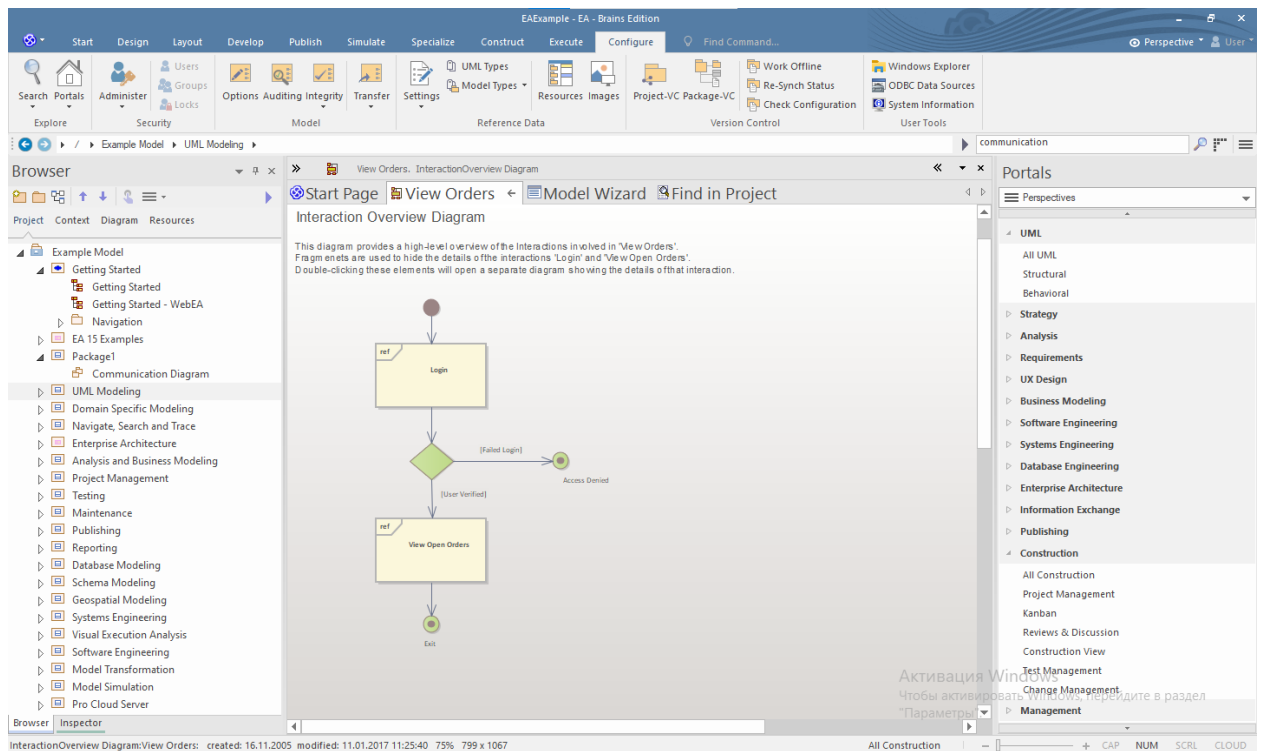 EAExample - EA - Brains Edition
Start Design Layout Develop Publish Simulate Specialize Construct Execute Configure Find Command... Perspective User
Search Portals Administer Users Groups Locks Options Auditing Integrity Transfer Settings UML Types Model Types Resources Images Project-VC Package-VC Work Offline Re-Synch Status Check Configuration Windows Explorer ODBC Data Sources System Information
Explore Security Model Reference Data Version Control User Tools
/ Example Model UML Modeling communication
Browser
Project Context Diagram Resources
Example Model
Getting Started
Getting Started
Getting Started - WebEA
Navigation
EA 15 Examples
Package1
Communication Diagram
UML Modeling
Domain Specific Modeling
Navigate, Search and Trace
Enterprise Architecture
Analysis and Business Modeling
Project Management
Testing
Maintenance
Publishing
Reporting
Database Modeling
Schema Modeling
Geospatial Modeling
Systems Engineering
Visual Execution Analysis
Software Engineering
Model Transformation
Model Simulation
Pro Cloud Server
Browser Inspector
View Orders. InteractionOverview Diagram
Start Page View Orders Model Wizard Find in Project
Interaction Overview Diagram
This diagram provides a high-level overview of the Interactions involved in 'View Orders'.
Fragmenets are used to hide the details of the interactions 'Login' and 'View Open Orders'.
Double-clicking these elements will open a separate diagram showing the details of that interaction.
ref
Login
[Failed Login]
Access Denied
[User Verified]
ref
View Open Orders
Exit
Portals
Perspectives
UML
All UML
Structural
Behavioral
Strategy
Analysis
Requirements
UX Design
Business Modeling
Software Engineering
Systems Engineering
Database Engineering
Enterprise Architecture
Information Exchange
Publishing
Construction
All Construction
Project Management
Kanban
Reviews & Discussion
Construction View
Test Management
Change Management
Management
Активация Windows
Чтобы активировать Windows, перейдите в раздел
"Параметры".
InteractionOverview Diagram:View Orders: created: 16.11.2005 modified: 11.01.2017 11:25:40 75% 799 x 1067 All Construction CAP NUM SCRL CLOUD